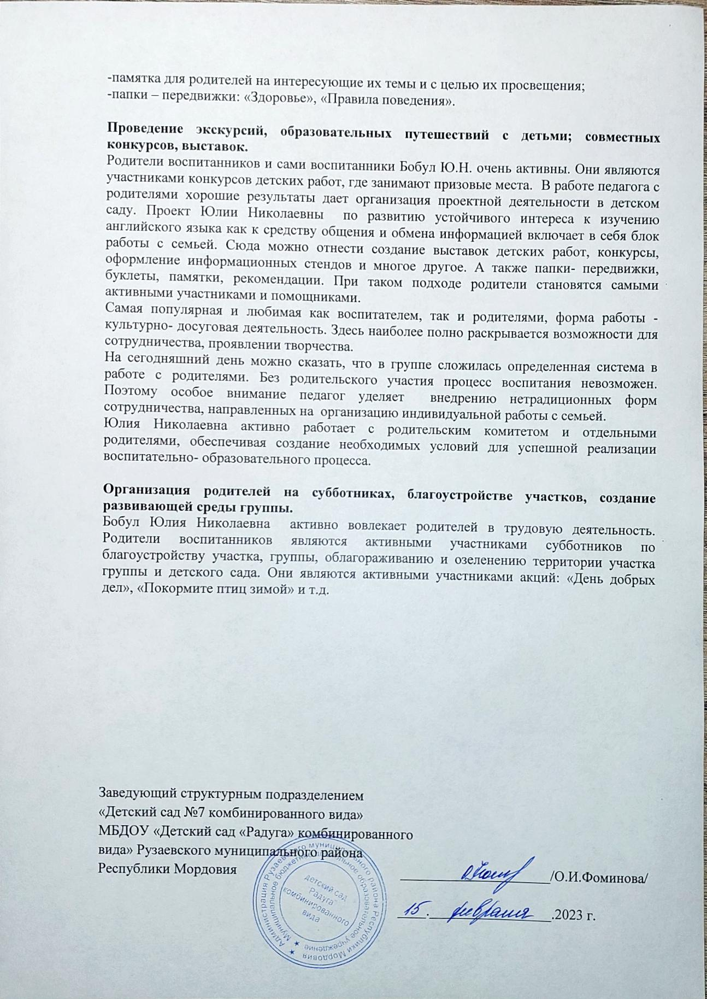 -памятка для родителей на интересующие их темы и с целью их просвещения;
-папки – передвижки: «Здоровье», «Правила поведения».
Проведение экскурсий, образовательных путешествий с детьми; совместных
конкурсов, выставок.
Родители воспитанников и сами воспитанники Бобул Ю.Н. очень активны. Они являются
участниками конкурсов детских работ, где занимают призовые места. В работе педагога с
родителями хорошие результаты дает организация проектной деятельности в детском
саду. Проект Юлии Николаевны по развитию устойчивого интереса к изучению
английского языка как к средству общения и обмена информацией включает в себя блок
работы с семьей. Сюда можно отнести создание выставок детских работ, конкурсы,
оформление информационных стендов и многое другое. А также папки- передвижки,
буклеты, памятки, рекомендации. При таком подходе родители становятся самыми
активными участниками и помощниками.
Самая популярная и любимая как воспитателем, так и родителями, форма работы -
культурно- досуговая деятельность. Здесь наиболее полно раскрывается возможности для
сотрудничества, проявлении творчества.
На сегодняшний день можно сказать, что в группе сложилась определенная система в
работе с родителями. Без родительского участия процесс воспитания невозможен.
Поэтому особое внимание педагог уделяет внедрению нетрадиционных форм
сотрудничества, направленных на организацию индивидуальной работы с семьей.
Юлия Николаевна активно работает с родительским комитетом и отдельными
родителями, обеспечивая создание необходимых условий для успешной реализации
воспитательно- образовательного процесса.
Организация родителей на субботниках, благоустройстве участков, создание
развивающей среды группы.
Бобул Юлия Николаевна активно вовлекает родителей в трудовую деятельность.
Родители воспитанников являются активными участниками субботников по
благоустройству участка, группы, облагораживанию и озеленению территории участка
группы и детского сада. Они являются активными участниками акций: «День добрых
дел», «Покормите птиц зимой» и т.д.
Заведующий структурным подразделением
«Детский сад №7 комбинированного вида»
МБДОУ «Детский сад «Радуга» комбинированного
вида» Рузаевского муниципального района
Республики Мордовия
/О.И.Фоминова/
15 . февраля .2023 г.
Администрация Рузаевского муниципального района Республики Мордовия
Муниципальное бюджетное дошкольное образовательное учреждение
детский сад
"Радуга"
комбинированного
вида